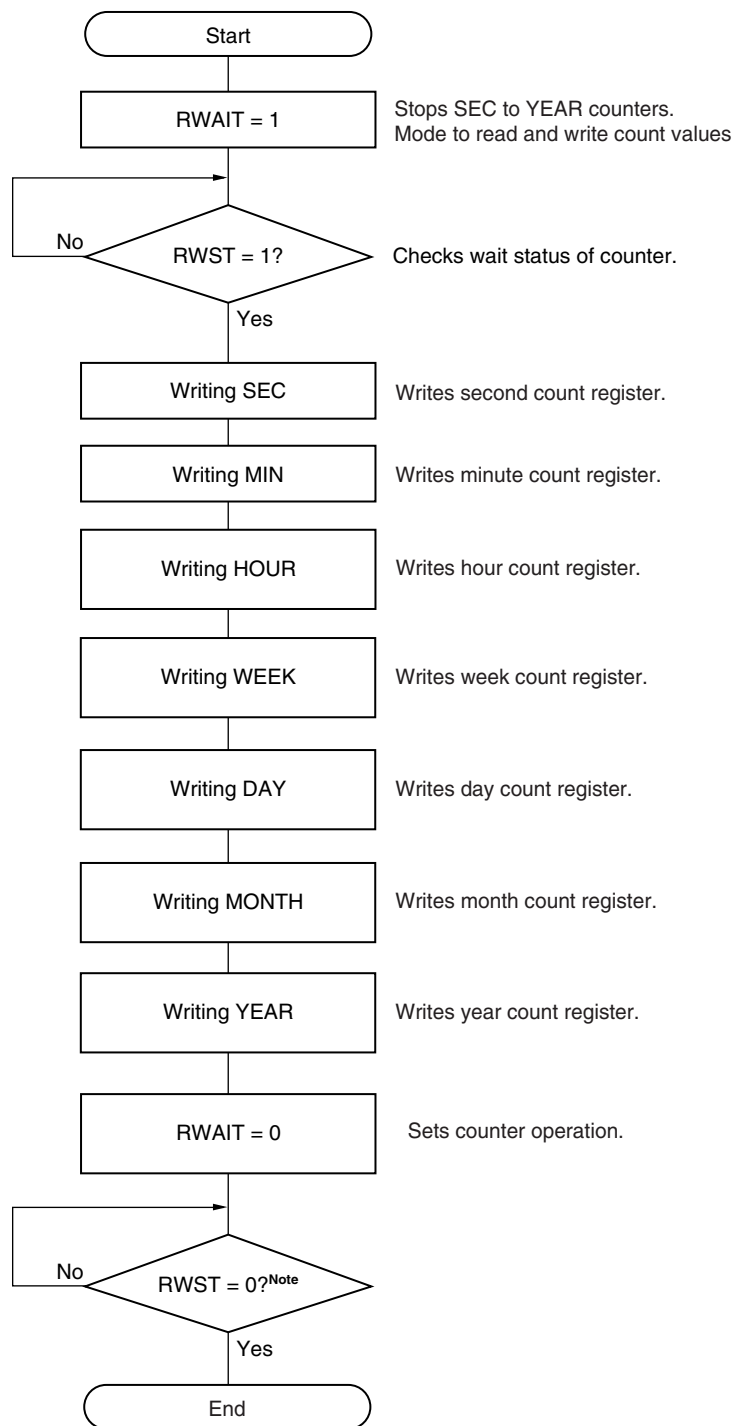 Start
RWAIT = 1
Stops SEC to YEAR counters.
Mode to read and write count values
No
RWST = 1?
Checks wait status of counter.
Yes
Writing SEC
Writes second count register.
Writing MIN
Writes minute count register.
Writing HOUR
Writes hour count register.
Writing WEEK
Writes week count register.
Writing DAY
Writes day count register.
Writing MONTH
Writes month count register.
Writing YEAR
Writes year count register.
RWAIT = 0
Sets counter operation.
No
RWST = 0?Note
Yes
End